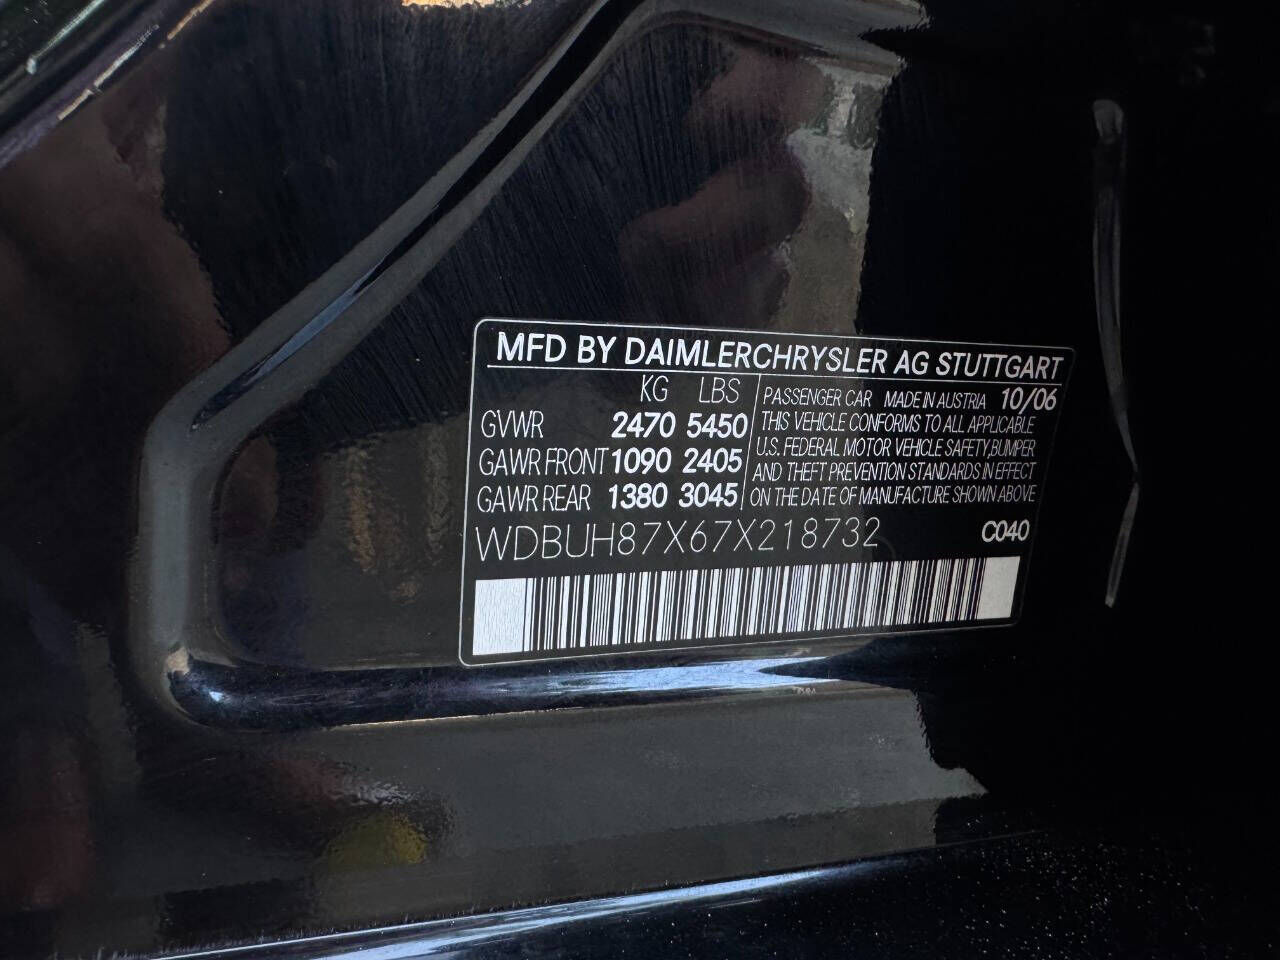 MFD BY DAIMLERCHRYSLER AG STUTTGART
KG LBS
GVWR 2470 5450
GAWR FRONT 1090 2405
GAWR REAR 1380 3045
PASSENGER CAR MADE IN AUSTRIA 10/06
THIS VEHICLE CONFORMS TO ALL APPLICABLE
U.S. FEDERAL MOTOR VEHICLE SAFETY, BUMPER
AND THEFT PREVENTION STANDARDS IN EFFECT
ON THE DATE OF MANUFACTURE SHOWN ABOVE
WDBUH87X67X218732 C040